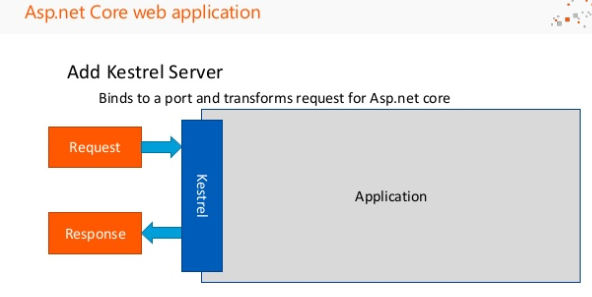 Asp.net Core web application
Add Kestrel Server
Binds to a port and transforms request for Asp.net core
Request
Kestrel
Application
Response